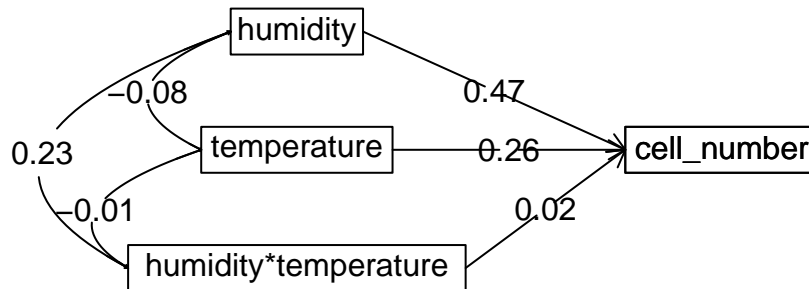 humidity
−0.08
0.47
0.23
temperature
0.26
cell_number
−0.01
0.02
humidity*temperature